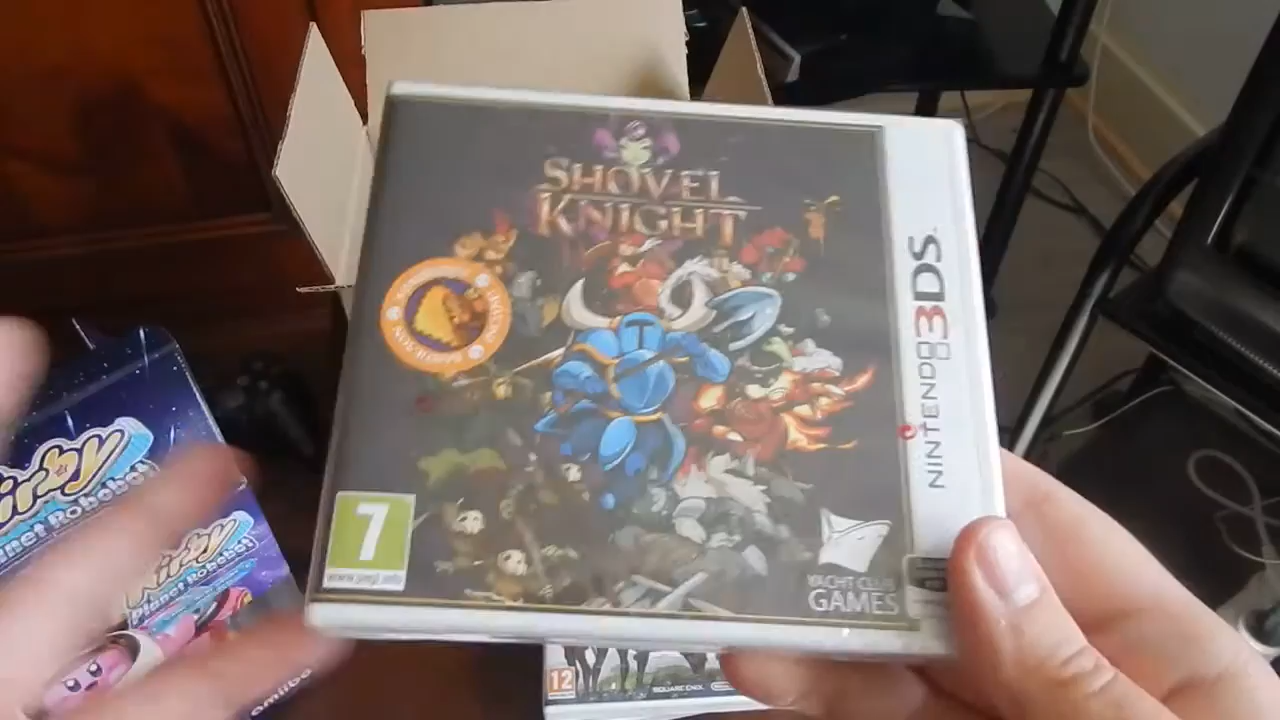 SHOVEL
KNIGHT
NINTENDO 3DS
7
www.pegi.info
YACHT CLUB
GAMES
Kirby
Planet Robobot
Kirby
Planet Robobot
amiibo
12
SQUARE ENIX